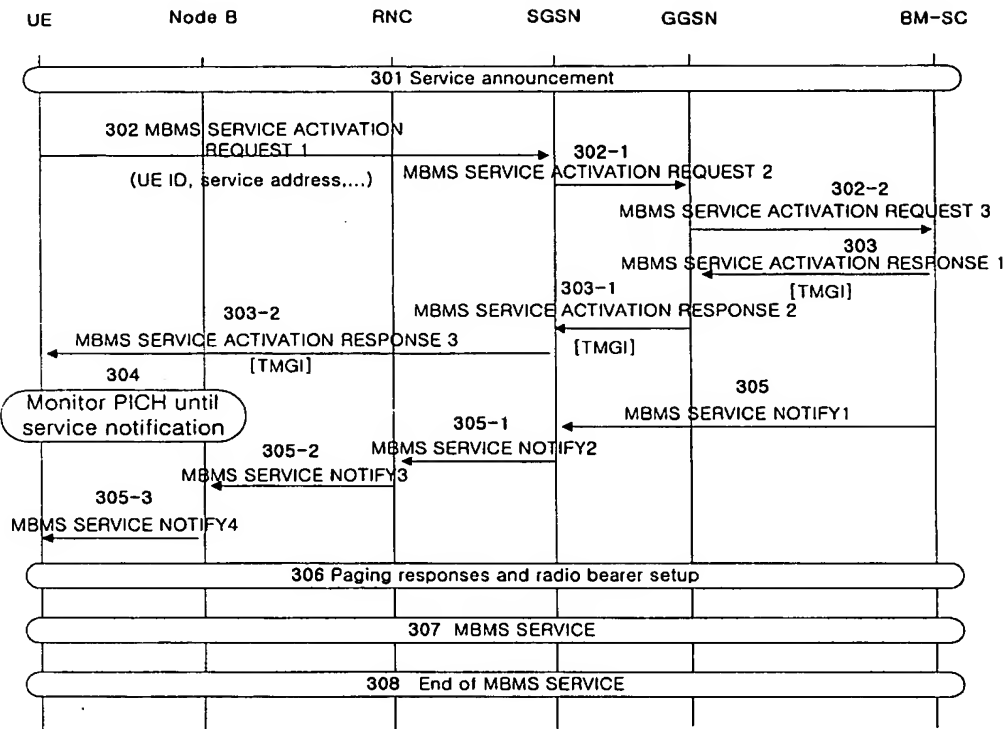 UE Node B RNC SGSN GGSN BM-SC
301 Service announcement
302 MBMS SERVICE ACTIVATION
REQUEST 1
(UE ID, service address,...)
302-1
MBMS SERVICE ACTIVATION REQUEST 2
302-2
MBMS SERVICE ACTIVATION REQUEST 3
303
MBMS SERVICE ACTIVATION RESPONSE 1
[TMGI]
303-1
MBMS SERVICE ACTIVATION RESPONSE 2
[TMGI]
303-2
MBMS SERVICE ACTIVATION RESPONSE 3
[TMGI]
304
Monitor PICH until
service notification
305
MBMS SERVICE NOTIFY1
305-1
MBMS SERVICE NOTIFY2
305-2
MBMS SERVICE NOTIFY3
305-3
MBMS SERVICE NOTIFY4
306 Paging responses and radio bearer setup
307 MBMS SERVICE
308 End of MBMS SERVICE